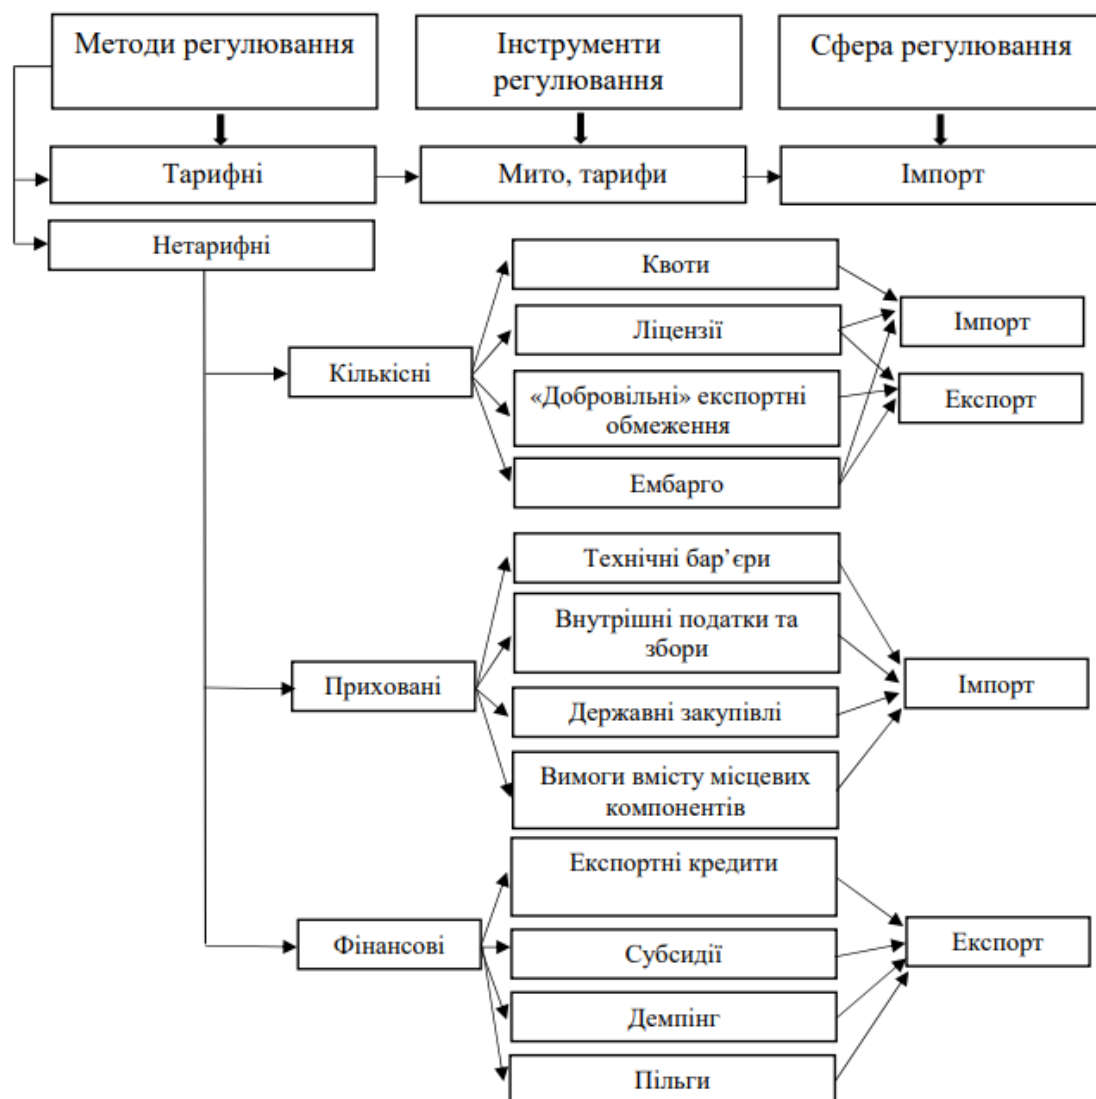 Методи регулювання
Інструменти
регулювання
Сфера регулювання
Тарифні
Мито, тарифи
Імпорт
Нетарифні
Кількісні
Квоти
Ліцензії
«Добровільні» експортні
обмеження
Ембарго
Імпорт
Експорт
Приховані
Технічні бар’єри
Внутрішні податки та
збори
Державні закупівлі
Вимоги вмісту місцевих
компонентів
Імпорт
Фінансові
Експортні кредити
Субсидії
Демпінг
Пільги
Експорт